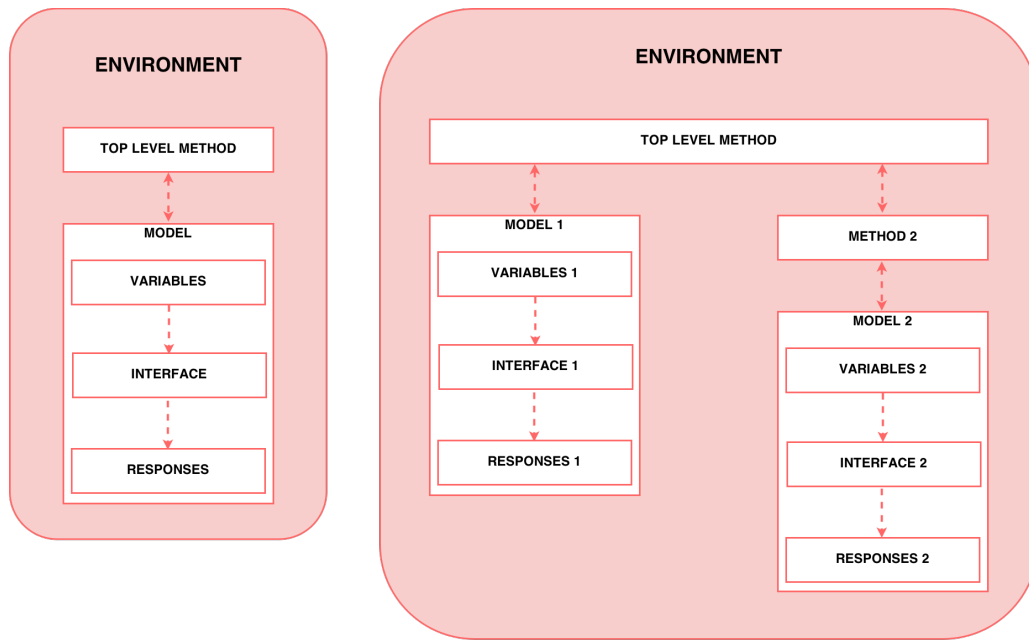 ENVIRONMENT
TOP LEVEL METHOD
MODEL
VARIABLES
INTERFACE
RESPONSES
ENVIRONMENT
TOP LEVEL METHOD
MODEL 1
VARIABLES 1
INTERFACE 1
RESPONSES 1
METHOD 2
MODEL 2
VARIABLES 2
INTERFACE 2
RESPONSES 2